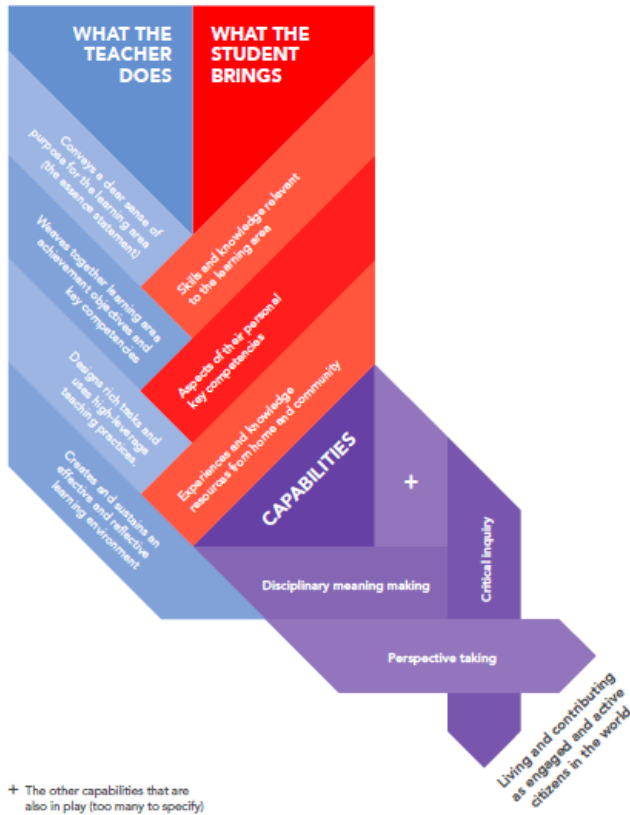 WHAT THE
TEACHER
DOES
WHAT THE
STUDENT
BRINGS
Conveys a clear sense of
purpose for the learning area
(the essence statement)
Weaves together learning area
achievement objectives and
key competencies
Designs rich tasks and
uses high-leverage
teaching practices.
Creates and sustains an
effective and reflective
learning environment
Skills and knowledge relevant
to the learning area
Aspects of their personal
key competencies
Experiences and knowledge
resources from home and community
CAPABILITIES
+
Critical inquiry
Disciplinary meaning making
Perspective taking
Living and contributing
as engaged and active
citizens in the world
+ The other capabilities that are
also in play (too many to specify)